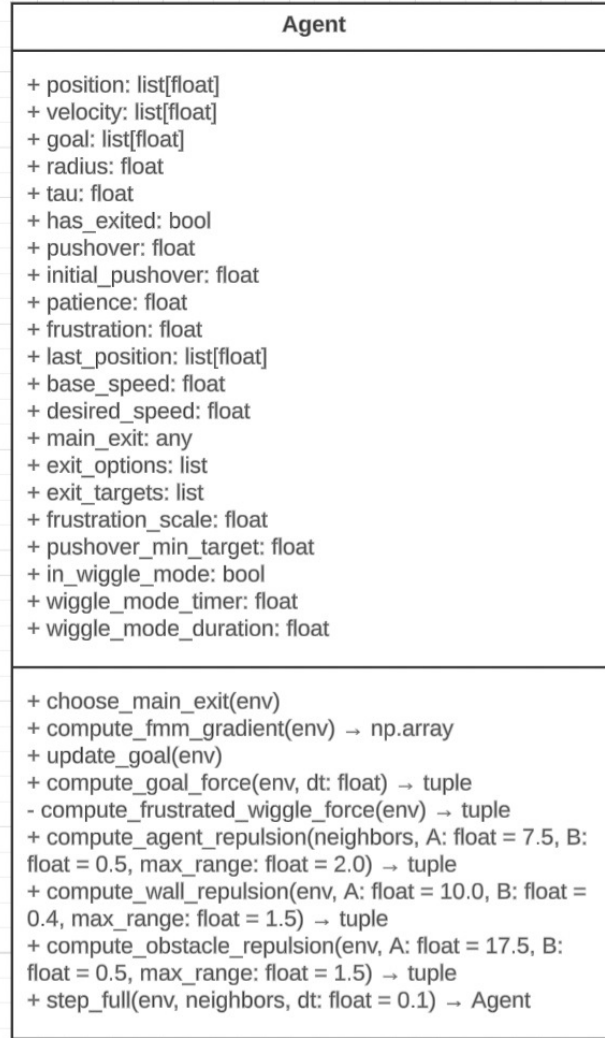 Agent
+ position: list[float]
+ velocity: list[float]
+ goal: list[float]
+ radius: float
+ tau: float
+ has_exited: bool
+ pushover: float
+ initial_pushover: float
+ patience: float
+ frustration: float
+ last_position: list[float]
+ base_speed: float
+ desired_speed: float
+ main_exit: any
+ exit_options: list
+ exit_targets: list
+ frustration_scale: float
+ pushover_min_target: float
+ in_wiggle_mode: bool
+ wiggle_mode_timer: float
+ wiggle_mode_duration: float
+ choose_main_exit(env)
+ compute_fmm_gradient(env) → np.array
+ update_goal(env)
+ compute_goal_force(env, dt: float) → tuple
- compute_frustrated_wiggle_force(env) → tuple
+ compute_agent_repulsion(neighbors, A: float = 7.5, B:
float = 0.5, max_range: float = 2.0) → tuple
+ compute_wall_repulsion(env, A: float = 10.0, B: float =
0.4, max_range: float = 1.5) → tuple
+ compute_obstacle_repulsion(env, A: float = 17.5, B:
float = 0.5, max_range: float = 1.5) → tuple
+ step_full(env, neighbors, dt: float = 0.1) → Agent